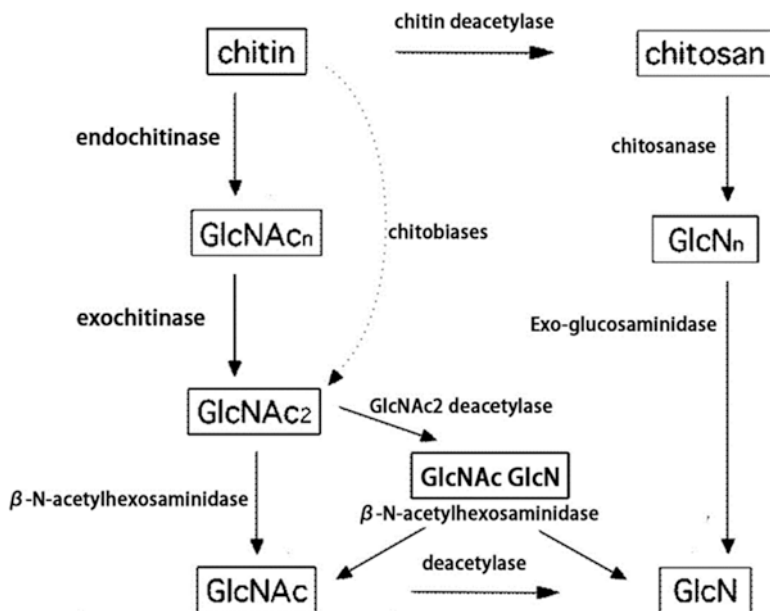 chitin deacetylase
chitin
chitosan
endochitinase
chitosanase
GlcNAcn
chitobiases
GlcNn
exochitinase
Exo-glucosaminidase
GlcNAc2
GlcNAc2 deacetylase
GlcNAc GlcN
β-N-acetylhexosaminidase
β-N-acetylhexosaminidase
deacetylase
GlcNAc
GlcN